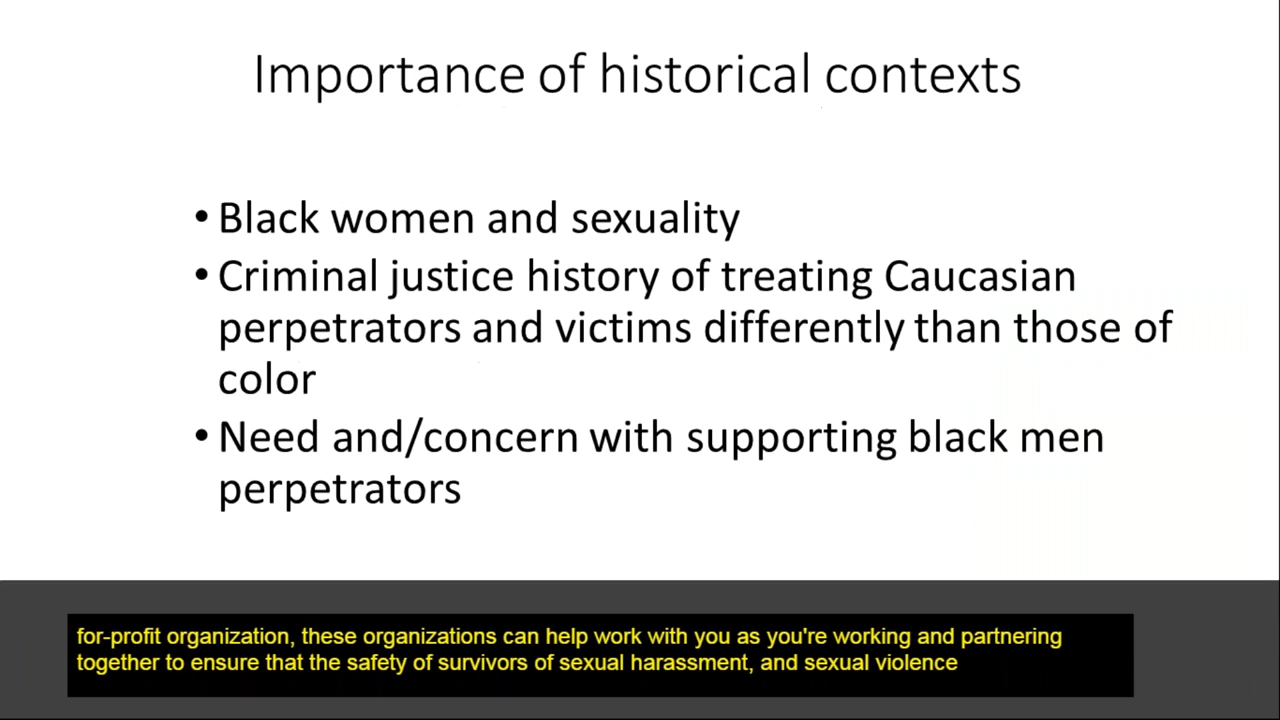 Importance of historical contexts
• Black women and sexuality
• Criminal justice history of treating Caucasian
perpetrators and victims differently than those of
color
• Need and/concern with supporting black men
perpetrators
for-profit organization, these organizations can help work with you as you're working and partnering
together to ensure that the safety of survivors of sexual harassment, and sexual violence